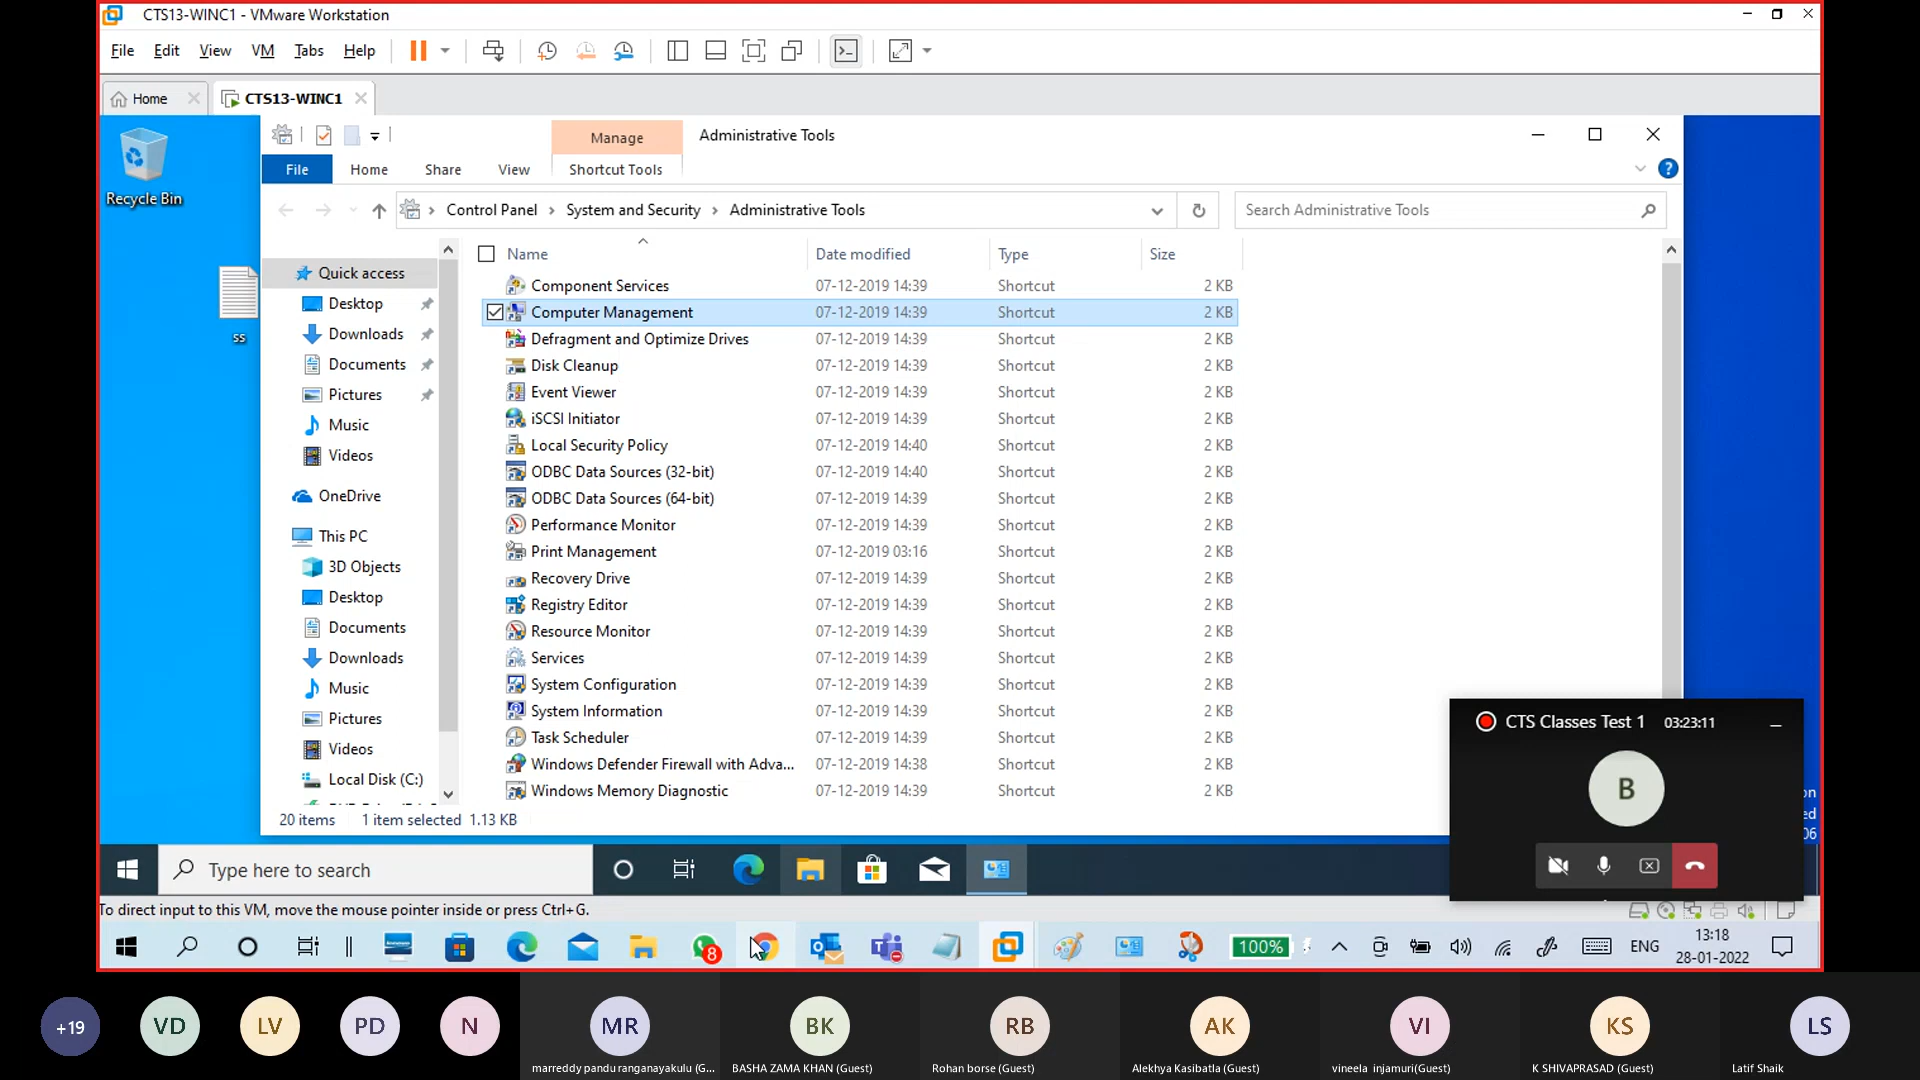 CTS13-WINC1 - VMware Workstation
File Edit View VM Tabs Help
Home CTS13-WINC1
Manage Administrative Tools
File Home Share View Shortcut Tools
Control Panel System and Security Administrative Tools Search Administrative Tools
Recycle Bin
ss
Quick access
Desktop
Downloads
Documents
Pictures
Music
Videos
OneDrive
This PC
3D Objects
Desktop
Documents
Downloads
Music
Pictures
Videos
Local Disk (C:)
Name Date modified Type Size
Component Services 07-12-2019 14:39 Shortcut 2 KB
Computer Management 07-12-2019 14:39 Shortcut 2 KB
Defragment and Optimize Drives 07-12-2019 14:39 Shortcut 2 KB
Disk Cleanup 07-12-2019 14:39 Shortcut 2 KB
Event Viewer 07-12-2019 14:39 Shortcut 2 KB
iSCSI Initiator 07-12-2019 14:39 Shortcut 2 KB
Local Security Policy 07-12-2019 14:40 Shortcut 2 KB
ODBC Data Sources (32-bit) 07-12-2019 14:40 Shortcut 2 KB
ODBC Data Sources (64-bit) 07-12-2019 14:39 Shortcut 2 KB
Performance Monitor 07-12-2019 14:39 Shortcut 2 KB
Print Management 07-12-2019 03:16 Shortcut 2 KB
Recovery Drive 07-12-2019 14:39 Shortcut 2 KB
Registry Editor 07-12-2019 14:39 Shortcut 2 KB
Resource Monitor 07-12-2019 14:39 Shortcut 2 KB
Services 07-12-2019 14:39 Shortcut 2 KB
System Configuration 07-12-2019 14:39 Shortcut 2 KB
System Information 07-12-2019 14:39 Shortcut 2 KB
Task Scheduler 07-12-2019 14:39 Shortcut 2 KB
Windows Defender Firewall with Adva... 07-12-2019 14:38 Shortcut 2 KB
Windows Memory Diagnostic 07-12-2019 14:39 Shortcut 2 KB
20 items 1 item selected 1.13 KB
CTS Classes Test 1 03:23:11
B
on
ed
06
Type here to search
To direct input to this VM, move the mouse pointer inside or press Ctrl+G.
8
100%
ENG
13:18
28-01-2022
+19 VD LV PD N MR BK RB AK VI KS LS
marreddy pandu ranganayakulu (G... BASHA ZAMA KHAN (Guest) Rohan borse (Guest) Alekhya Kasibatla (Guest) vineela injamuri(Guest) K SHIVAPRASAD (Guest) Latif Shaik